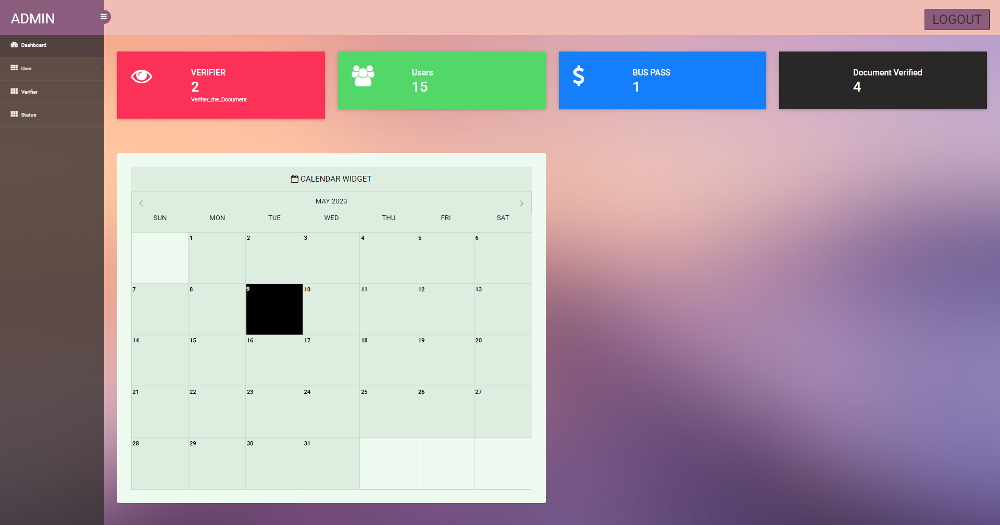 ADMIN
LOGOUT
Dashboard
User
Verifier
Status
VERIFIER
2
Verifier_the_Document
Users
15
BUS PASS
1
Document Verified
4
CALENDAR WIDGET
MAY 2023
SUN MON TUE WED THU FRI SAT
1 2 3 4 5 6
7 8 9 10 11 12 13
14 15 16 17 18 19 20
21 22 23 24 25 26 27
28 29 30 31